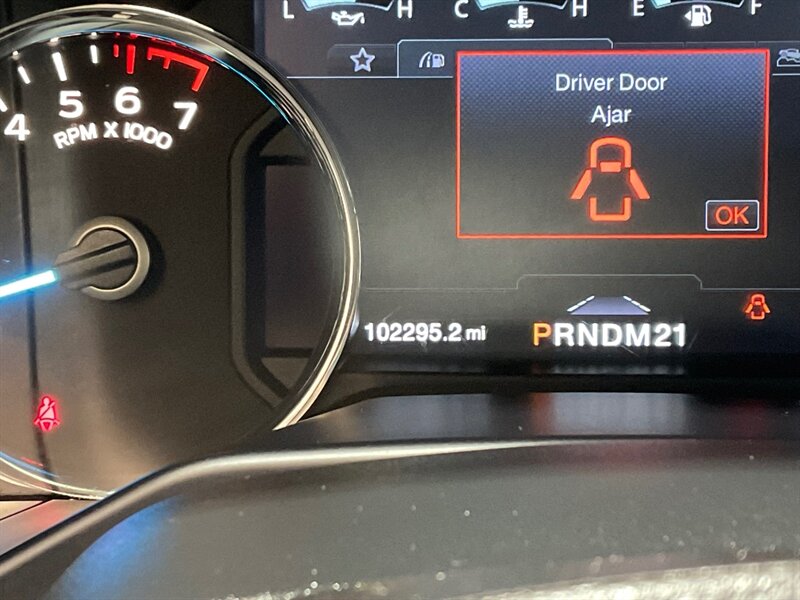 L H C H E F
4 5 6 7
RPM X 1000
Driver Door
Ajar
OK
102295.2 mi
PRNDM21